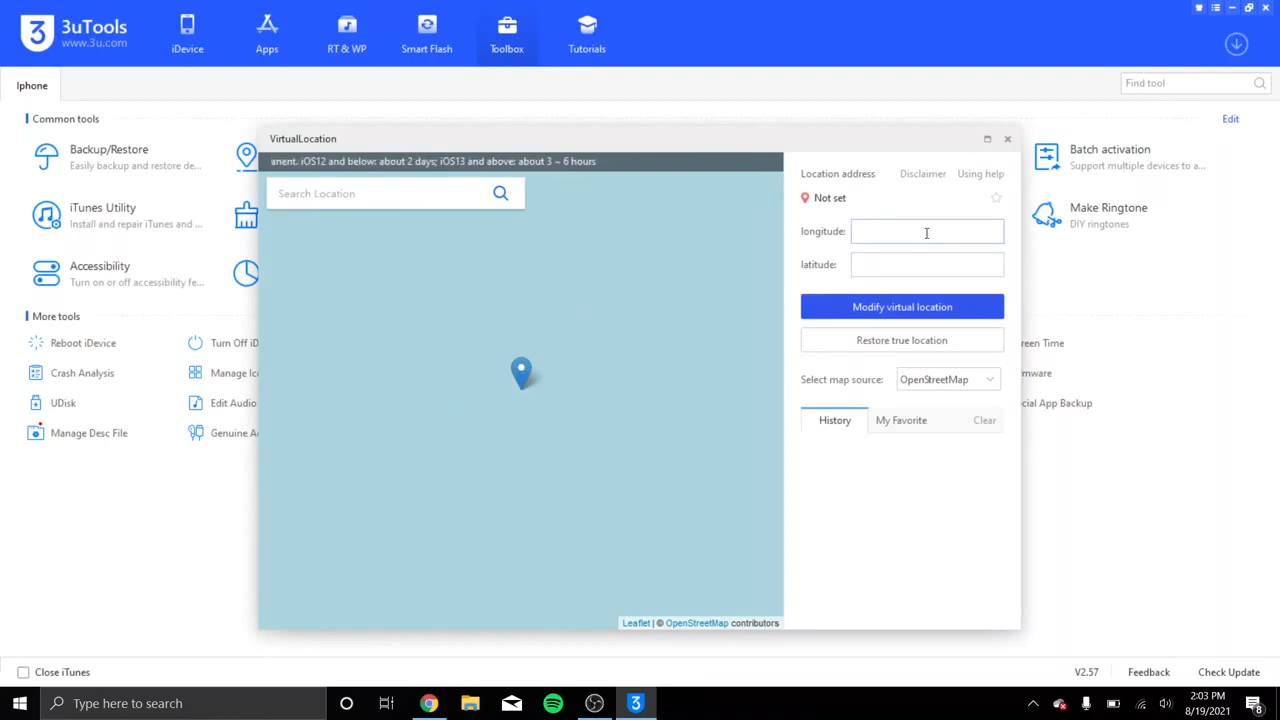 3uTools
www.3u.com
iDevice
Apps
RT & WP
Smart Flash
Toolbox
Tutorials
Iphone
Find tool
Common tools
Edit
Backup/Restore
Easily backup and restore de...
iTunes Utility
Install and repair iTunes and ...
Accessibility
Turn on or off accessibility fe...
Batch activation
Support multiple devices to a...
Make Ringtone
DIY ringtones
More tools
Reboot iDevice
Turn Off iD
Crash Analysis
Manage Ic
UDisk
Edit Audio
Manage Desc File
Genuine A
reen Time
mware
cial App Backup
VirtualLocation
anent. iOS12 and below: about 2 days; iOS13 and above: about 3 ~ 6 hours
Search Location
Location address
Disclaimer
Using help
Not set
longitude:
latitude:
Modify virtual location
Restore true location
Select map source:
OpenStreetMap
History
My Favorite
Clear
Leaflet | © OpenStreetMap contributors
Close iTunes
V2.57
Feedback
Check Update
Type here to search
2:03 PM
8/19/2021
8